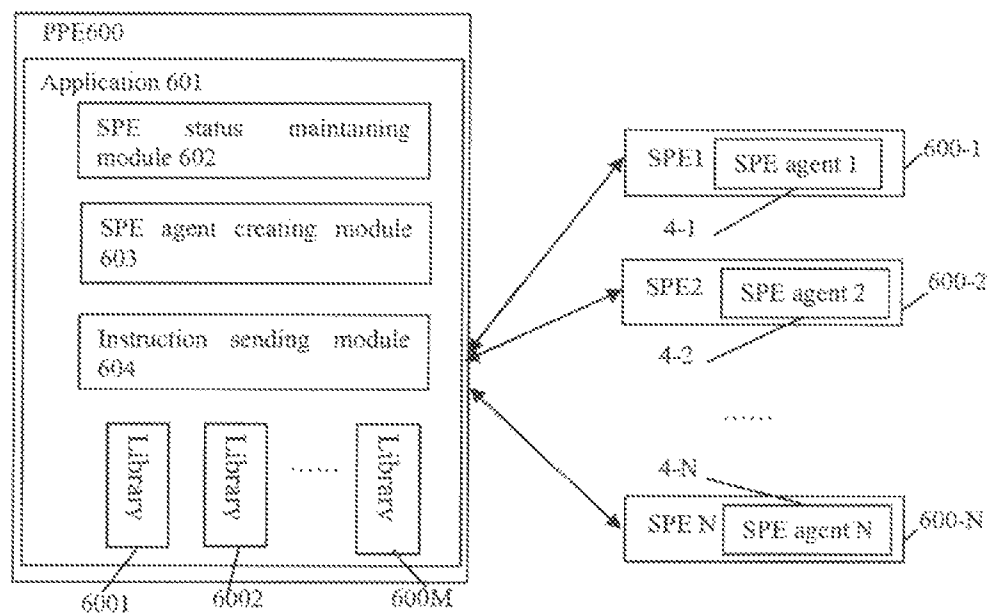 PPE600
Application 601
SPE status maintaining
module 602
SPE agent creating module
603
Instruction sending module
604
Library
Library
......
Library
6001
6002
600M
SPE1
SPE agent 1
600-1
4-1
SPE2
SPE agent 2
600-2
4-2
......
4-N
SPE N
SPE agent N
600-N